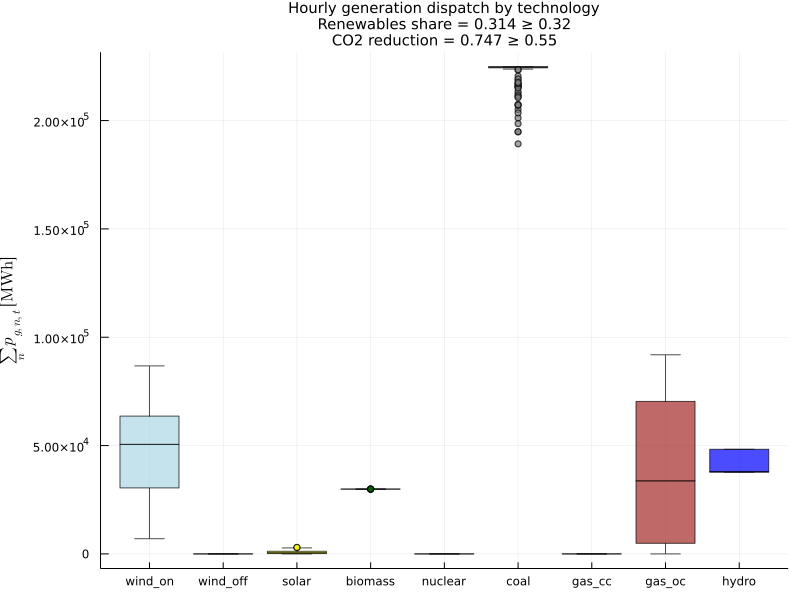 Hourly generation dispatch by technology
Renewables share = 0.314 ≥ 0.32
CO2 reduction = 0.747 ≥ 0.55
∑ₙ p_{g, n, t} [MWh]
2.00×10⁵
1.50×10⁵
1.00×10⁵
5.00×10⁴
0
wind_on wind_off solar biomass nuclear coal gas_cc gas_oc hydro